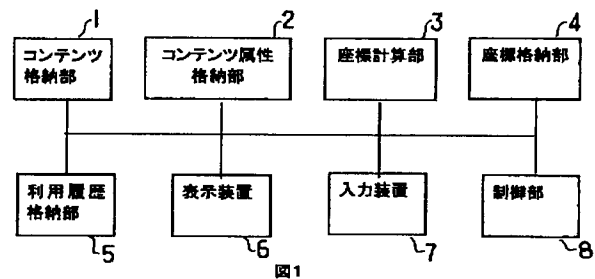 1
2
3
4
コンテンツ
格納部
コンテンツ属性
格納部
座標計算部
座標格納部
利用履歴
格納部
表示装置
入力装置
制御部
5
6
7
8
図1